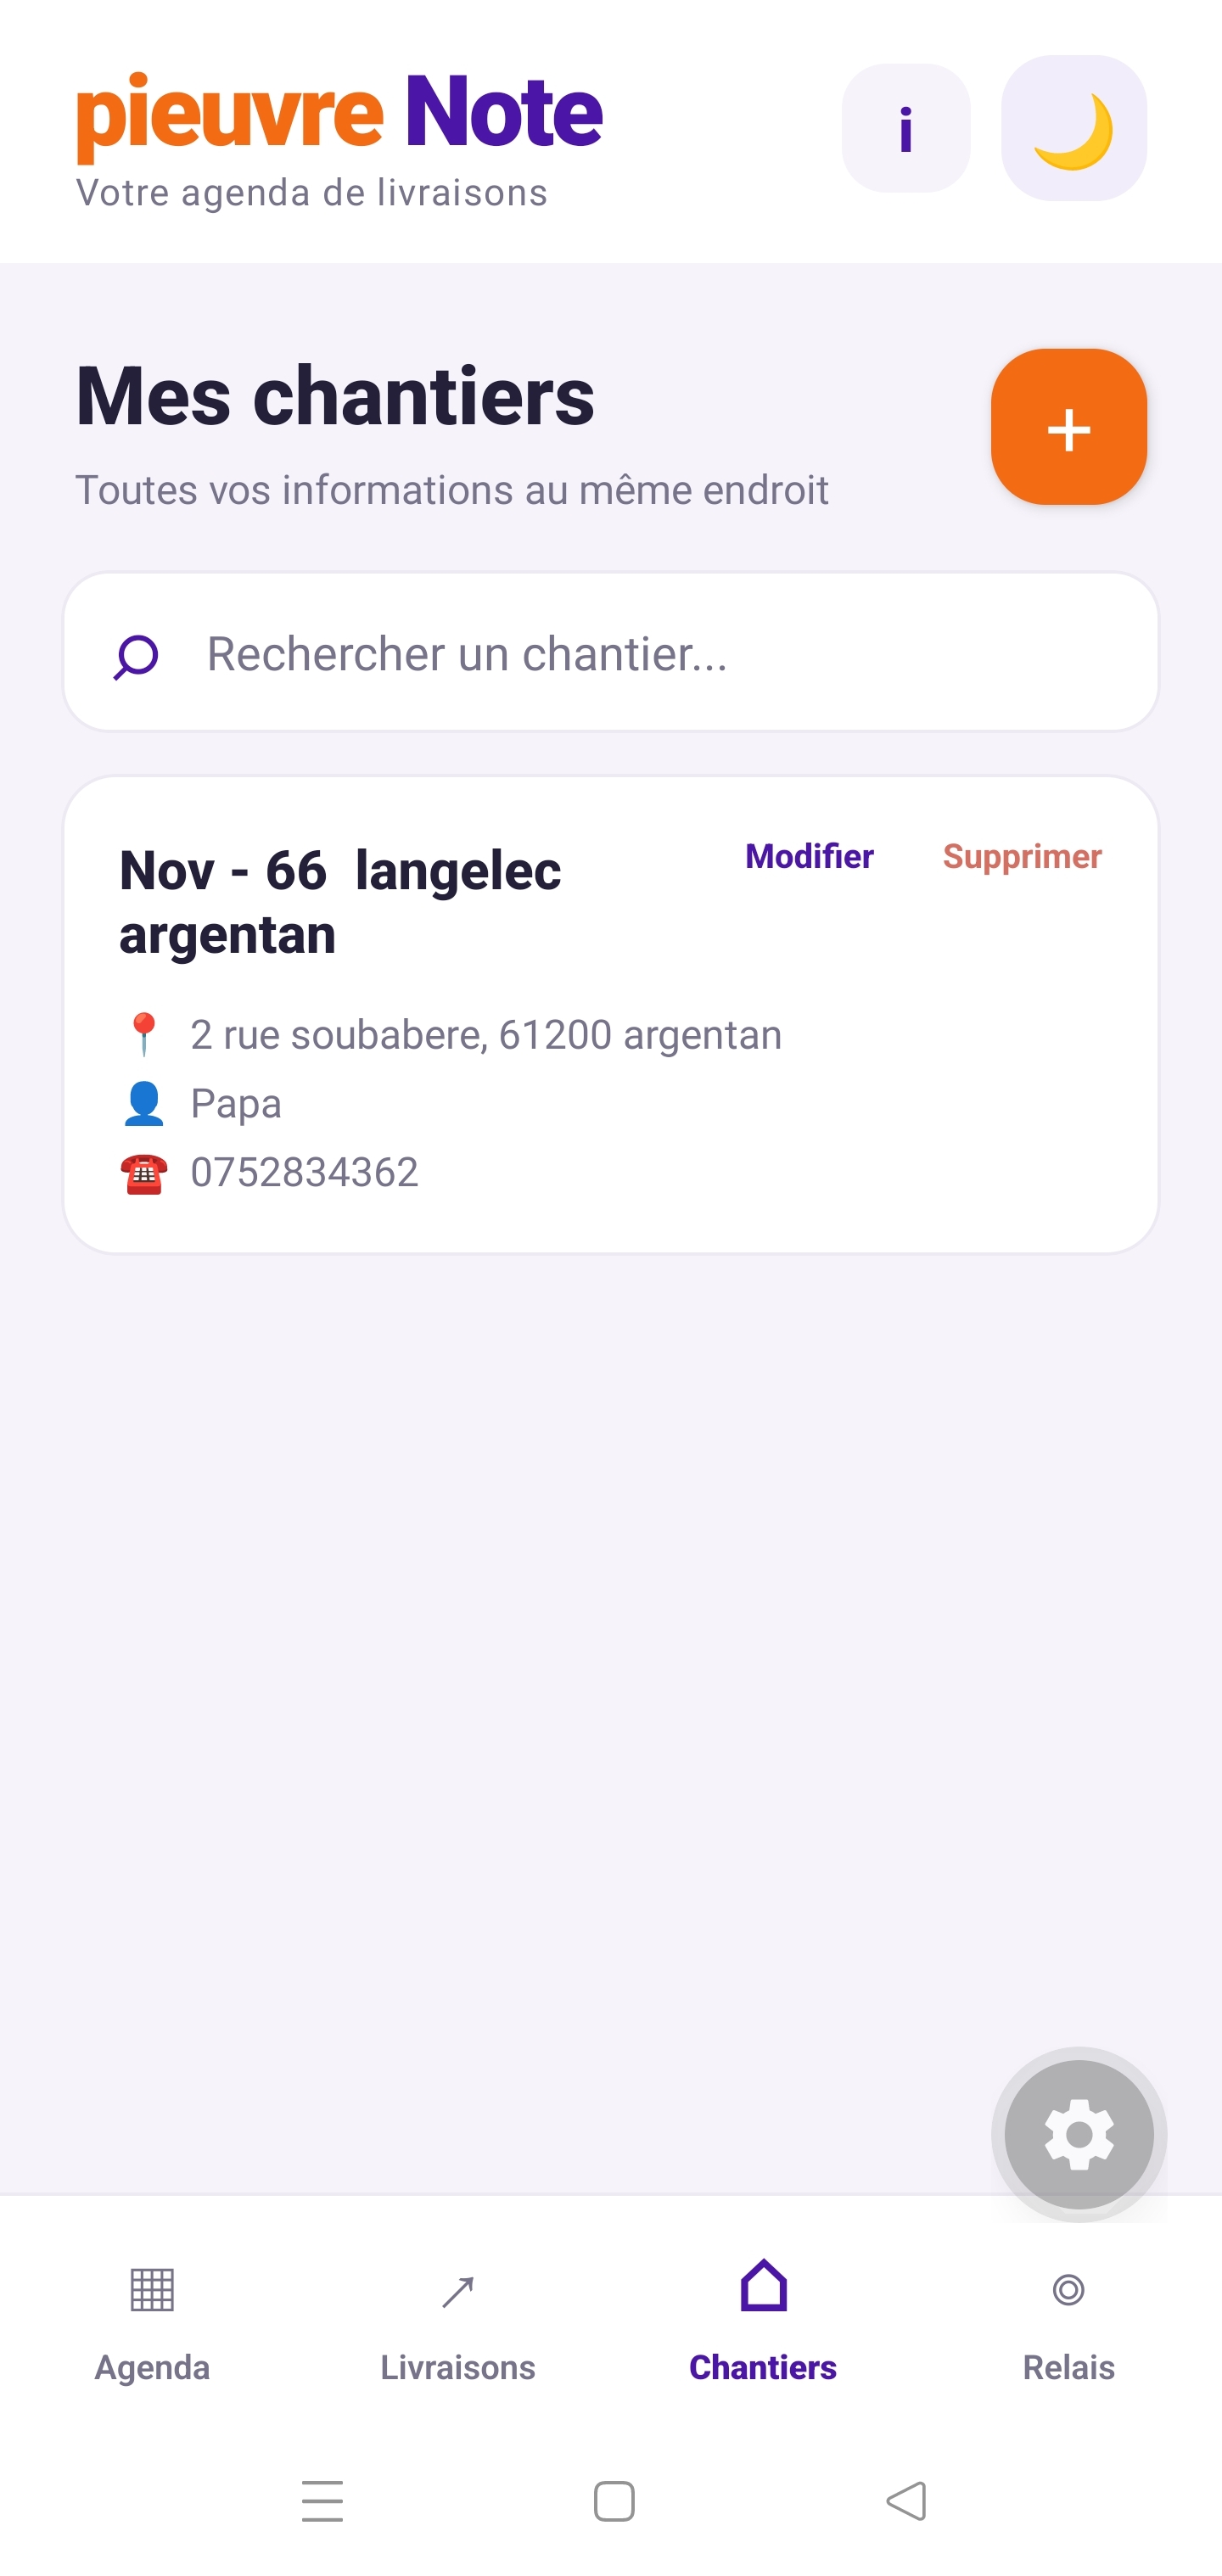 pieuvre Note
Votre agenda de livraisons
i
Mes chantiers
Toutes vos informations au même endroit
+
Rechercher un chantier...
Nov - 66 langelec
argentan
Modifier
Supprimer
2 rue soubabere, 61200 argentan
Papa
0752834362
Agenda
Livraisons
Chantiers
Relais